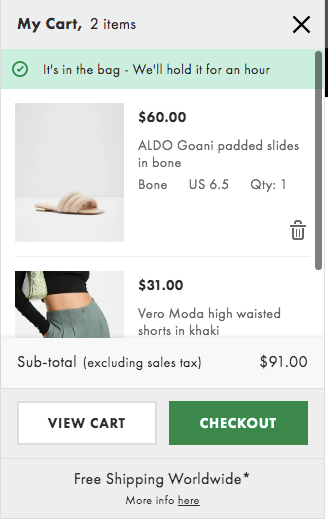 My Cart, 2 items
It's in the bag - We'll hold it for an hour
$60.00
ALDO Goani padded slides
in bone
Bone US 6.5 Qty: 1
$31.00
Vero Moda high waisted
shorts in khaki
Sub-total (excluding sales tax) $91.00
VIEW CART CHECKOUT
Free Shipping Worldwide*
More info here